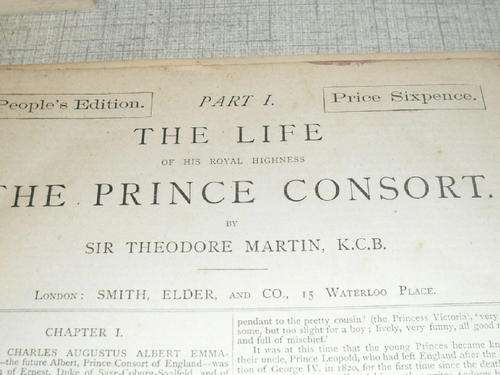 People's Edition.
PART I.
Price Sixpence.
THE LIFE
OF HIS ROYAL HIGHNESS
THE PRINCE CONSORT.
BY
SIR THEODORE MARTIN, K.C.B.
LONDON: SMITH, ELDER, AND CO., 15 WATERLOO PLACE.
CHAPTER I.
CHARLES AUGUSTUS ALBERT EMMA-
—the future Albert, Prince Consort of England—was
of Ernest, Duke of Saxe-Coburg-Saalfeld, and of
pendant to the pretty cousin' (the Princess Victoria), 'very
some, but too slight for a boy; lively, very funny, all good
and full of mischief.'
It was at this time that the young Princes became
their uncle, Prince Leopold, who had left England after the
tion of George IV. in 1820, for the first time since the